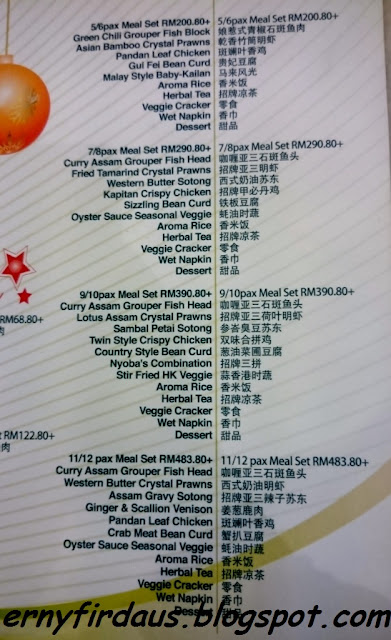 5/6pax Meal Set RM200.80+ 5/6pax Meal Set RM200.80+
Green Chili Grouper Fish Block 娘惹式青椒石斑鱼肉
Asian Bamboo Crystal Prawns 乾香竹筒明虾
Pandan Leaf Chicken 斑斓叶香鸡
Gul Fei Bean Curd 贵妃豆腐
Malay Style Baby-Kailan 马来风光
Aroma Rice 香米饭
Herbal Tea 招牌凉茶
Veggie Cracker 零食
Wet Napkin 香巾
Dessert 甜品
7/8pax Meal Set RM290.80+ 7/8pax Meal Set RM290.80+
Curry Assam Grouper Fish Head 咖喱亚三石斑鱼头
Fried Tamarind Crystal Prawns 招牌亚三明虾
Western Butter Sotong 西式奶油苏东
Kapitan Crispy Chicken 招牌甲必丹鸡
Sizzling Bean Curd 铁板豆腐
Oyster Sauce Seasonal Veggie 蚝油时蔬
Aroma Rice 香米饭
Herbal Tea 招牌凉茶
Veggie Cracker 零食
Wet Napkin 香巾
Dessert 甜品
9/10pax Meal Set RM390.80+ 9/10pax Meal Set RM390.80+
Curry Assam Grouper Fish Head 咖喱亚三石斑鱼头
Lotus Assam Crystal Prawns 招牌亚三荷叶明虾
Sambal Petai Sotong 参峇臭豆苏东
Twin Style Crispy Chicken 双味合拼鸡
Country Style Bean Curd 葱油菜圃豆腐
Nyoba's Combination 招牌三拼
Stir Fried HK Veggie 蒜香港时蔬
Aroma Rice 香米饭
Herbal Tea 招牌凉茶
Veggie Cracker 零食
Wet Napkin 香巾
Dessert 甜品
11/12 pax Meal Set RM483.80+ 11/12 pax Meal Set RM483.80+
Curry Assam Grouper Fish Head 咖喱亚三石斑鱼头
Western Butter Crystal Prawns 西式奶油明虾
Assam Gravy Sotong 招牌亚三辣子苏东
Ginger & Scallion Venison 姜葱鹿肉
Pandan Leaf Chicken 斑斓叶香鸡
Crab Meat Bean Curd 蟹扒豆腐
Oyster Sauce Seasonal Veggie 蚝油时蔬
Aroma Rice 香米饭
Herbal Tea 招牌凉茶
Veggie Cracker 零食
Wet Napkin 香巾
Dessert 甜品
RM68.80+
肉
t RM122.80+
肉
ernyfirdaus.blogspot.com